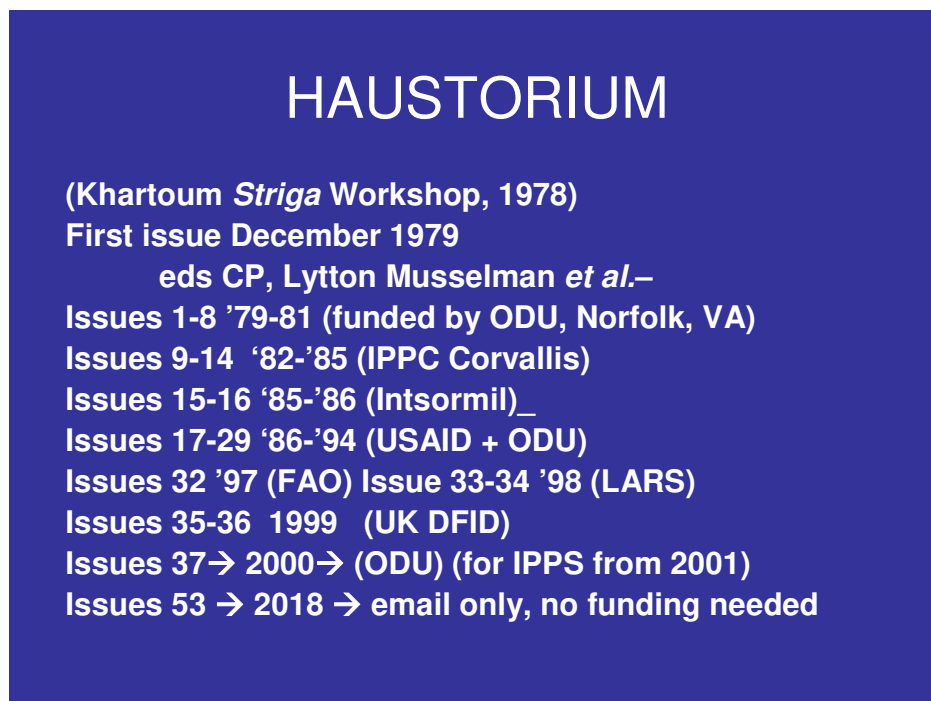 HAUSTORIUM
(Khartoum Striga Workshop, 1978)
First issue December 1979
eds CP, Lytton Musselman et al.–
Issues 1-8 ’79-81 (funded by ODU, Norfolk, VA)
Issues 9-14 ‘82-’85 (IPPC Corvallis)
Issues 15-16 ‘85-’86 (Intsormil)_
Issues 17-29 ‘86-’94 (USAID + ODU)
Issues 32 ’97 (FAO) Issue 33-34 ’98 (LARS)
Issues 35-36 1999 (UK DFID)
Issues 37→ 2000→ (ODU) (for IPPS from 2001)
Issues 53 → 2018 → email only, no funding needed